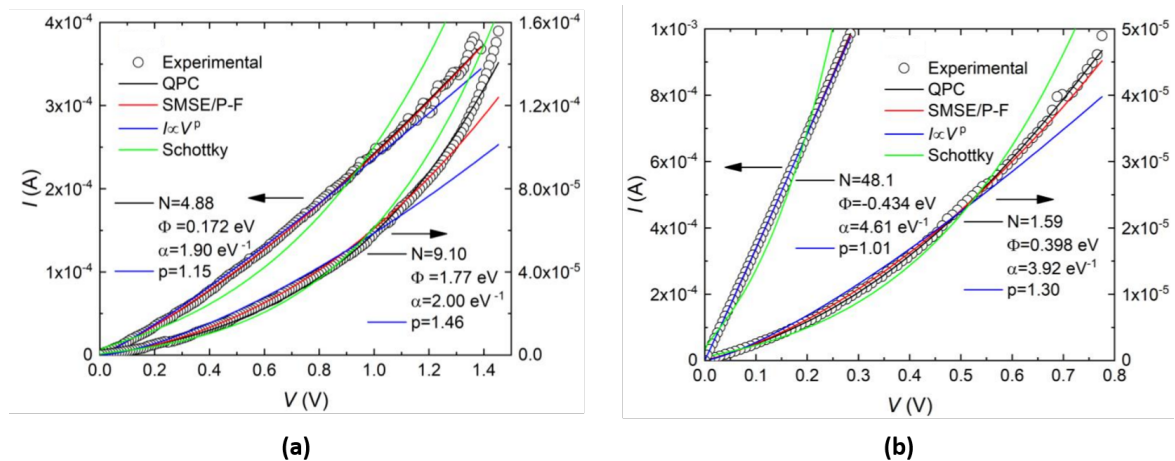 (a)
4x10⁻⁴
3x10⁻⁴
2x10⁻⁴
1x10⁻⁴
0
I (A)
1.6x10⁻⁴
1.2x10⁻⁴
8.0x10⁻⁵
4.0x10⁻⁵
0.0
Experimental
QPC
SMSE/P-F
I∝Vᵖ
Schottky
N=4.88
Φ=0.172 eV
α=1.90 eV⁻¹
p=1.15
N=9.10
Φ=1.77 eV
α=2.00 eV⁻¹
p=1.46
0.0 0.2 0.4 0.6 0.8 1.0 1.2 1.4
V (V)
(b)
1x10⁻³
8x10⁻⁴
6x10⁻⁴
4x10⁻⁴
2x10⁻⁴
0
I (A)
5x10⁻⁵
4x10⁻⁵
3x10⁻⁵
2x10⁻⁵
1x10⁻⁵
0
Experimental
QPC
SMSE/P-F
I∝Vᵖ
Schottky
N=48.1
Φ=-0.434 eV
α=4.61 eV⁻¹
p=1.01
N=1.59
Φ=0.398 eV
α=3.92 eV⁻¹
p=1.30
0.0 0.1 0.2 0.3 0.4 0.5 0.6 0.7 0.8
V (V)
(a)
(b)